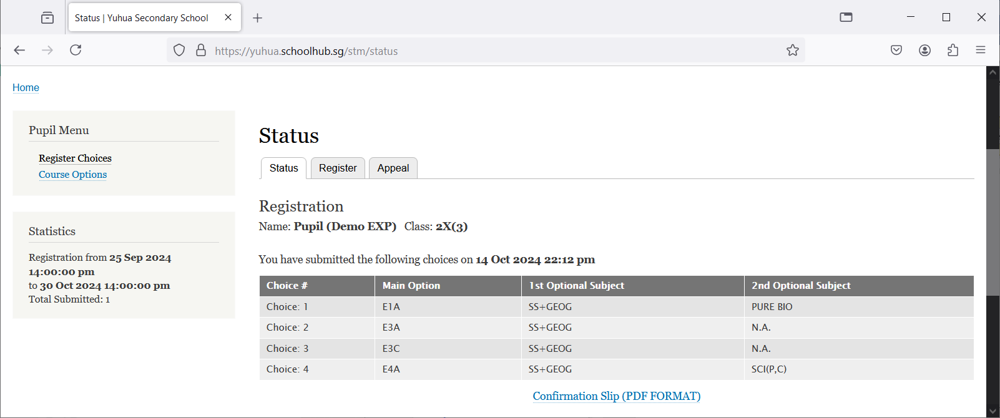 Status | Yuhua Secondary School
https://yuhua.schoolhub.sg/stm/status
Home
Pupil Menu
Register Choices
Course Options
Statistics
Registration from 25 Sep 2024
14:00:00 pm
to 30 Oct 2024 14:00:00 pm
Total Submitted: 1
Status
Status Register Appeal
Registration
Name: Pupil (Demo EXP) Class: 2X(3)
You have submitted the following choices on 14 Oct 2024 22:12 pm
Choice # Main Option 1st Optional Subject 2nd Optional Subject
Choice: 1 E1A SS+GEOG PURE BIO
Choice: 2 E3A SS+GEOG N.A.
Choice: 3 E3C SS+GEOG N.A.
Choice: 4 E4A SS+GEOG SCI(P,C)
Confirmation Slip (PDF FORMAT)